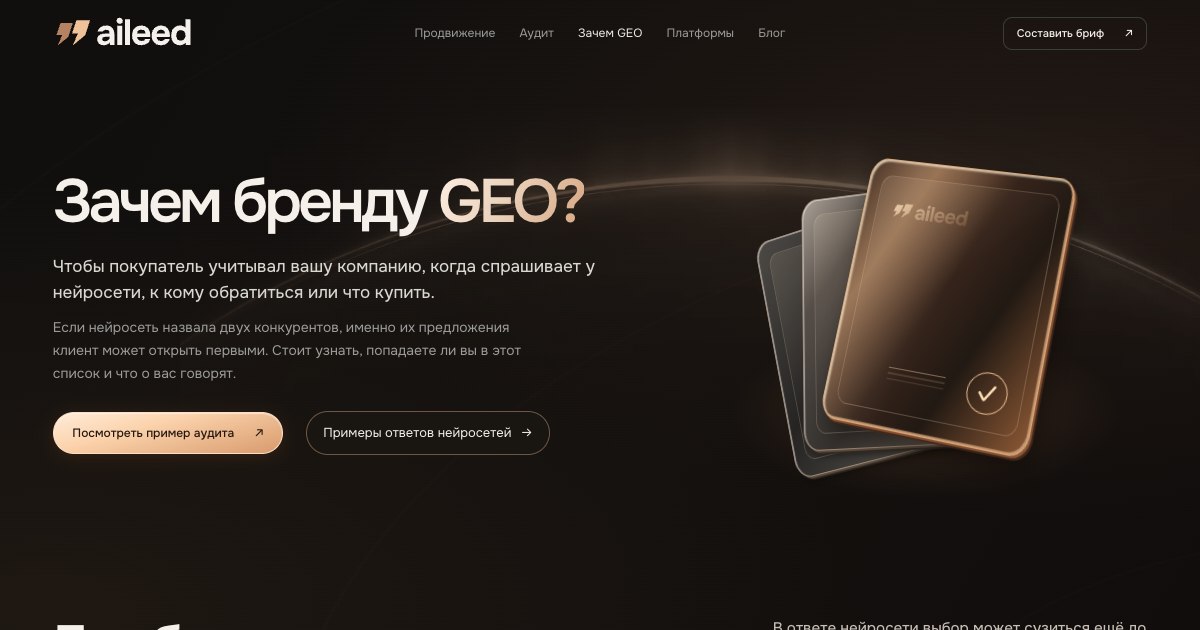 aileed
Продвижение
Аудит
Зачем GEO
Платформы
Блог
Составить бриф
Зачем бренду GEO?
Чтобы покупатель учитывал вашу компанию, когда спрашивает у
нейросети, к кому обратиться или что купить.
Если нейросеть назвала двух конкурентов, именно их предложения
клиент может открыть первыми. Стоит узнать, попадаете ли вы в этот
список и что о вас говорят.
Посмотреть пример аудита
Примеры ответов нейросетей
aileed
В ответе нейросети выбор может сузиться ещё до